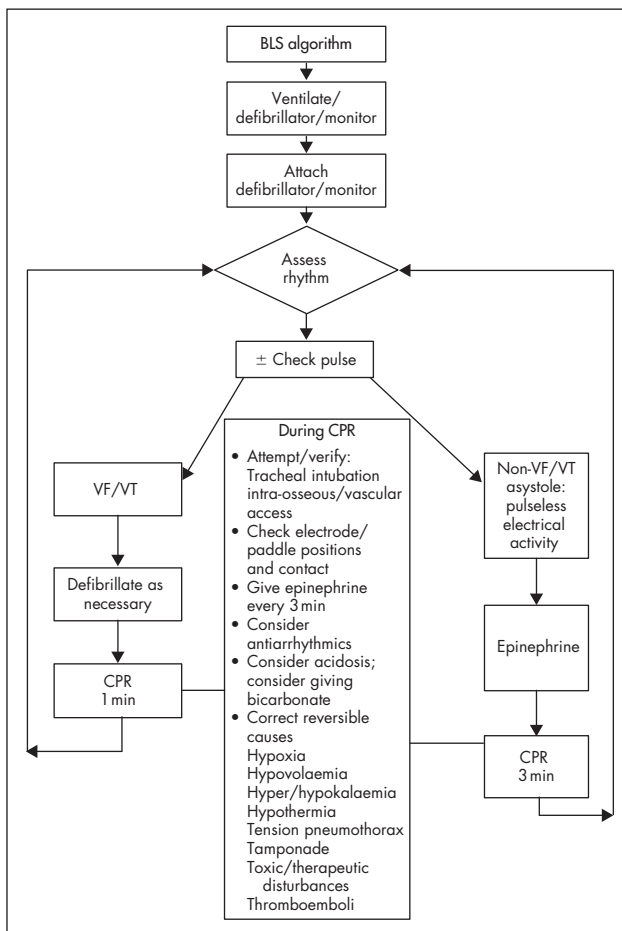 BLS algorithm
Ventilate/
defibrillator/monitor
Attach
defibrillator/monitor
Assess
rhythm
± Check pulse
VF/VT
Defibrillate as
necessary
CPR
1 min
During CPR
• Attempt/verify:
Tracheal intubation
intra-osseous/vascular
access
• Check electrode/
paddle positions
and contact
• Give epinephrine
every 3 min
• Consider
antiarrhythmics
• Consider acidosis;
consider giving
bicarbonate
• Correct reversible
causes
Hypoxia
Hypovolaemia
Hyper/hypokalaemia
Hypothermia
Tension pneumothorax
Tamponade
Toxic/therapeutic
disturbances
Thromboemboli
Non-VF/VT
asystole:
pulseless
electrical
activity
Epinephrine
CPR
3 min